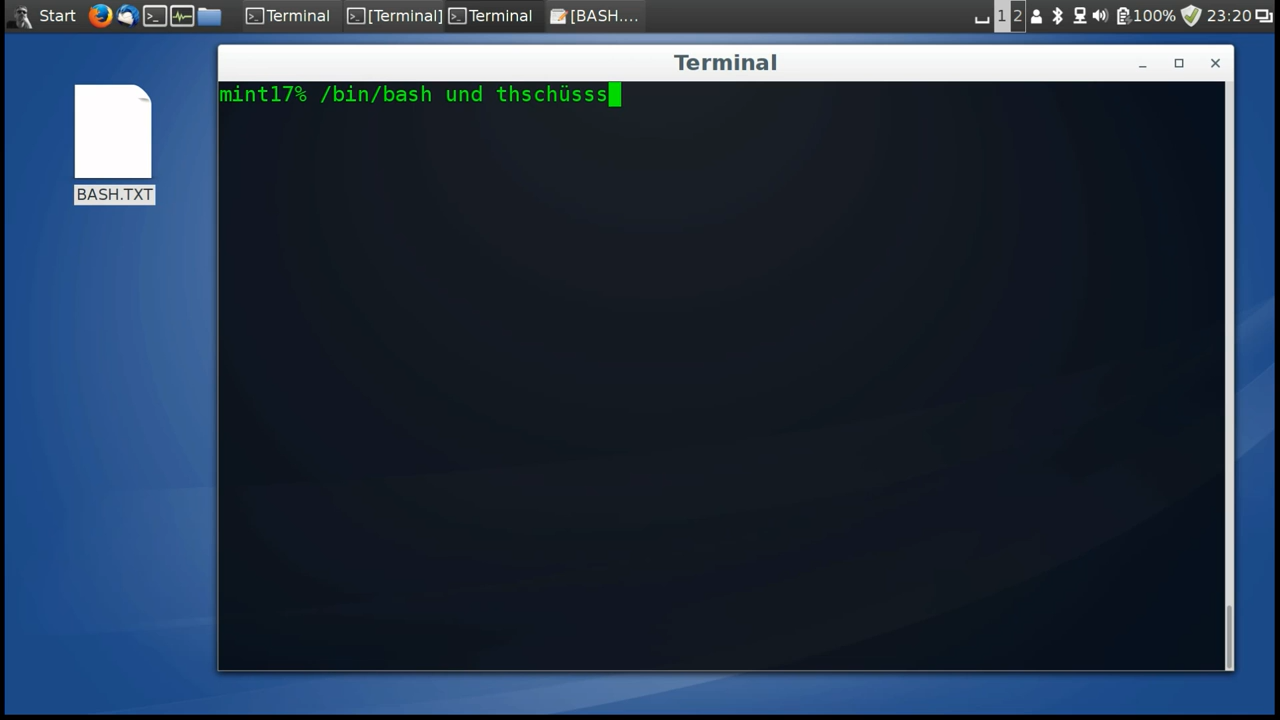 Start Terminal [Terminal] Terminal [BASH.... 1 2 100% 23:20
Terminal
mint17% /bin/bash und thschüsss
BASH.TXT